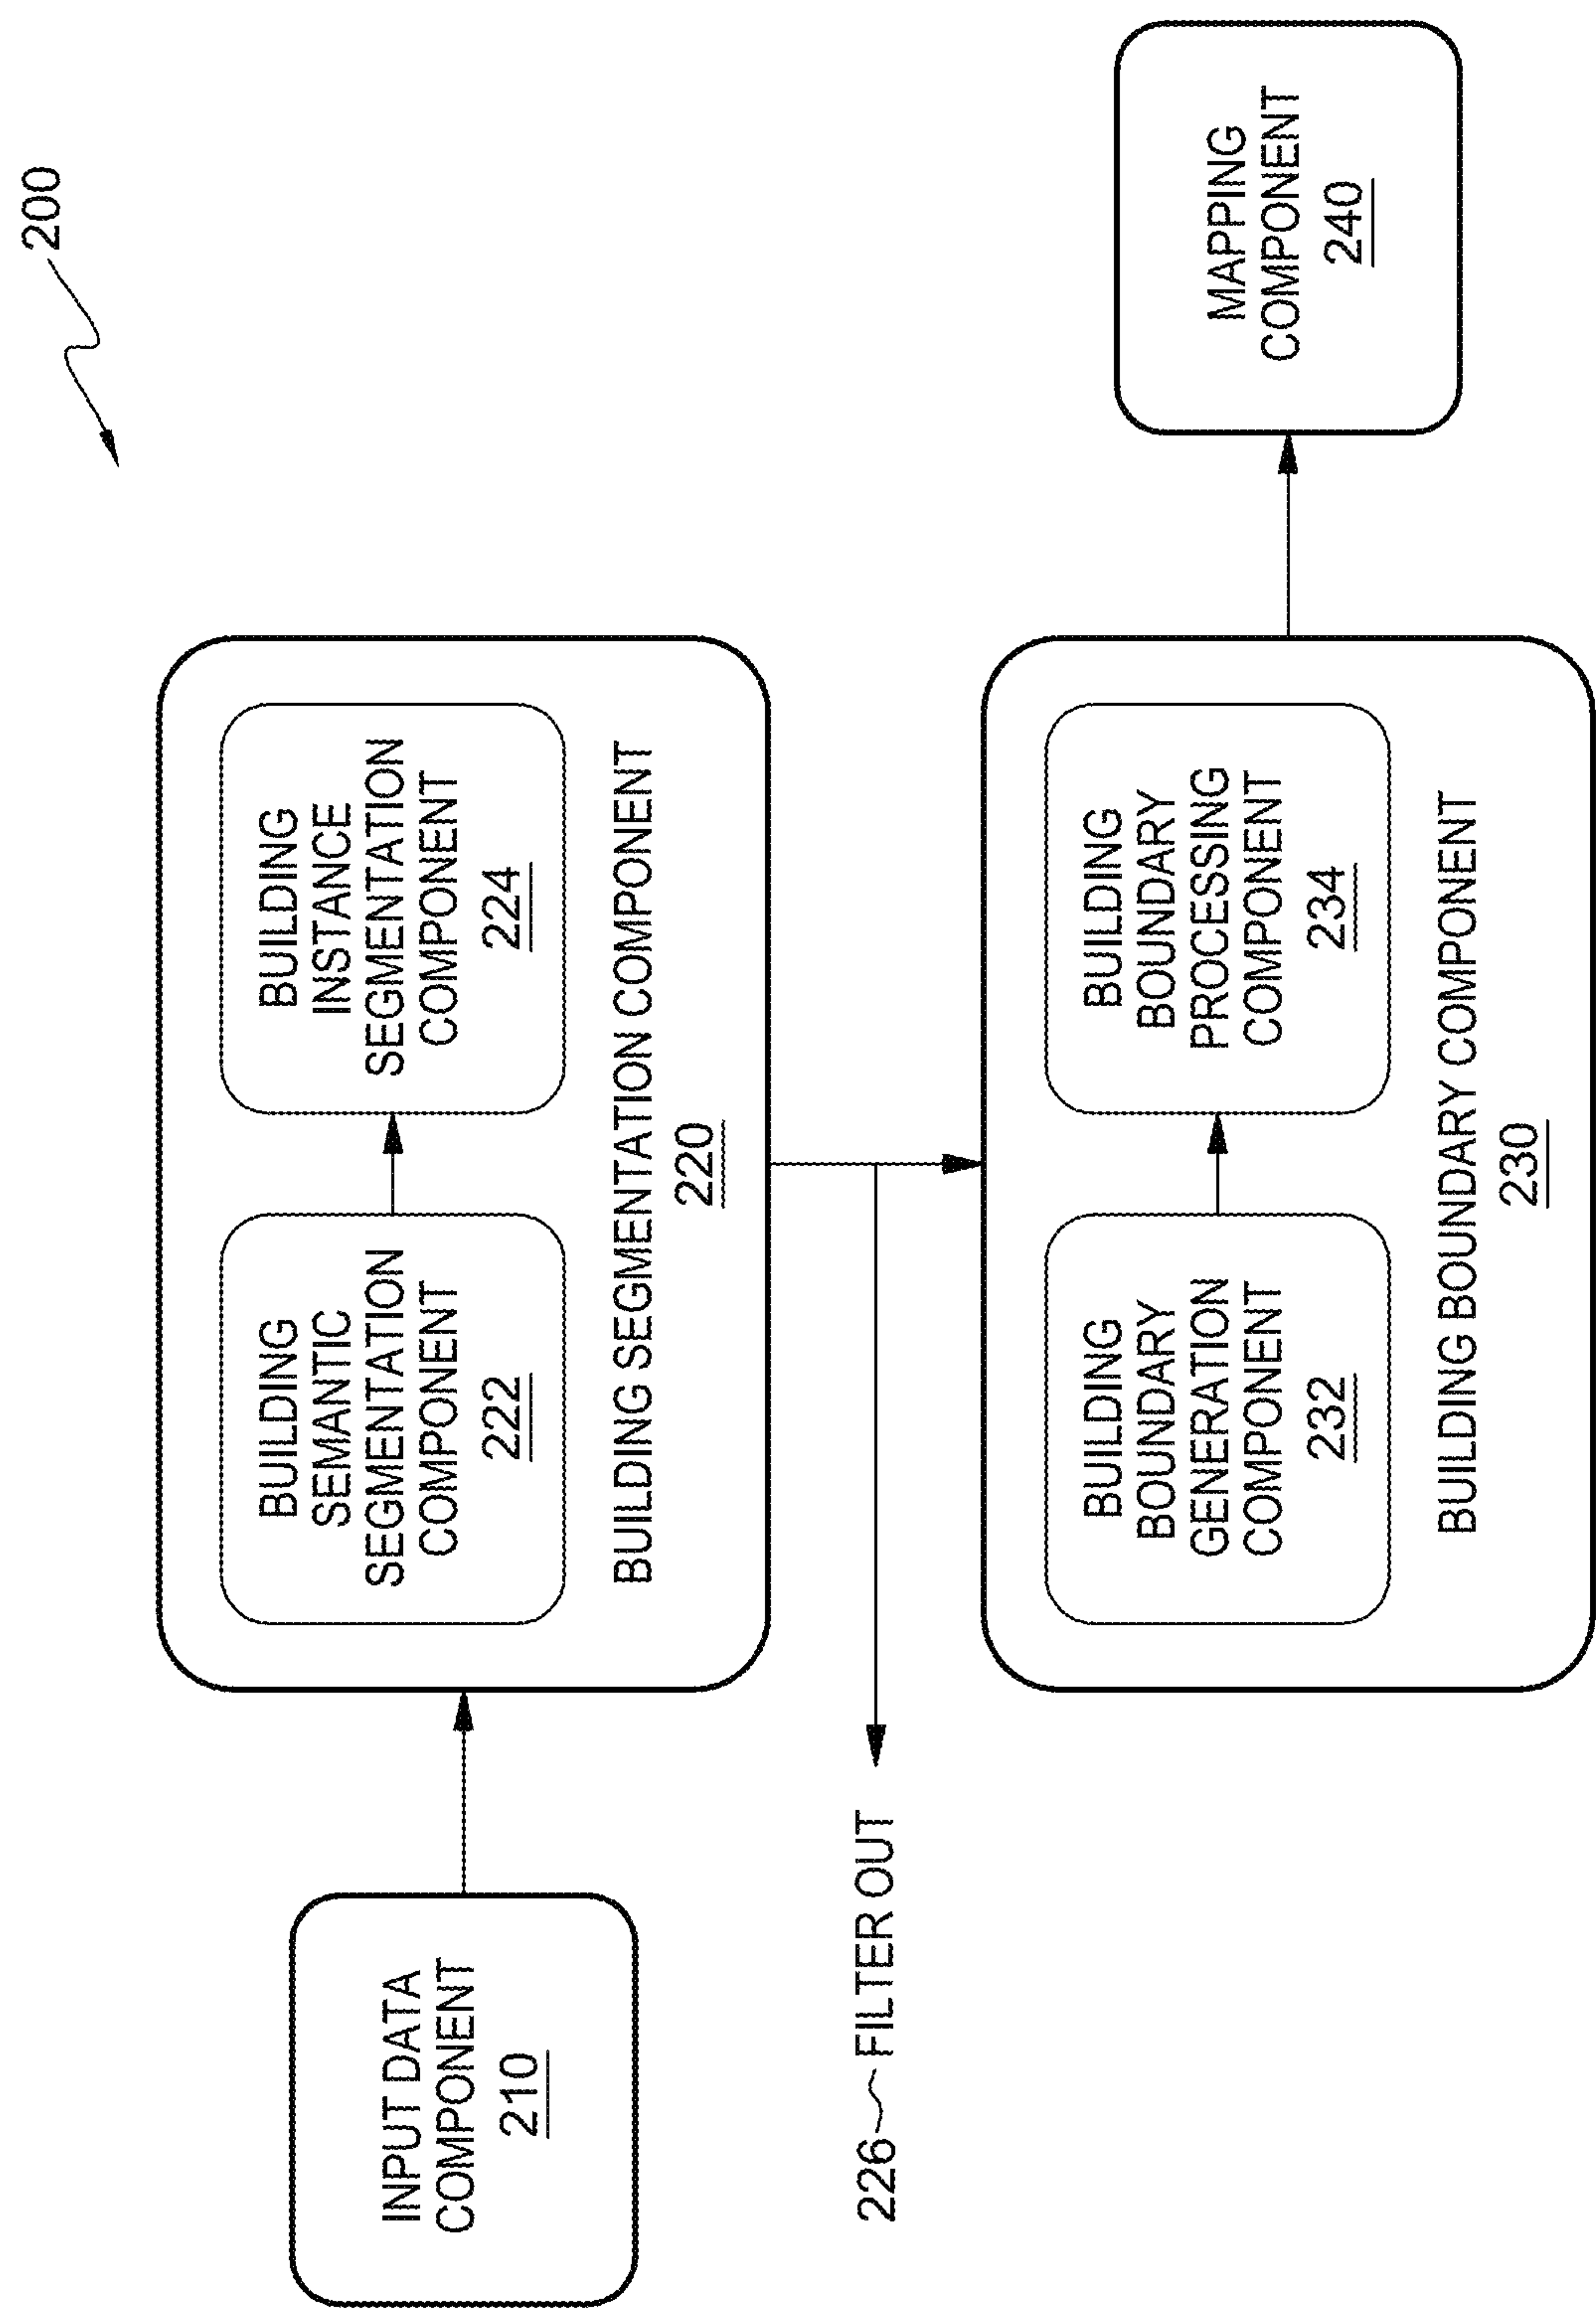 200
INPUT DATA
COMPONENT
210
BUILDING
SEMANTIC
SEGMENTATION
COMPONENT
222
BUILDING
INSTANCE
SEGMENTATION
COMPONENT
224
BUILDING SEGMENTATION COMPONENT
220
226
FILTER OUT
BUILDING
BOUNDARY
GENERATION
COMPONENT
232
BUILDING
BOUNDARY
PROCESSING
COMPONENT
234
BUILDING BOUNDARY COMPONENT
230
MAPPING
COMPONENT
240